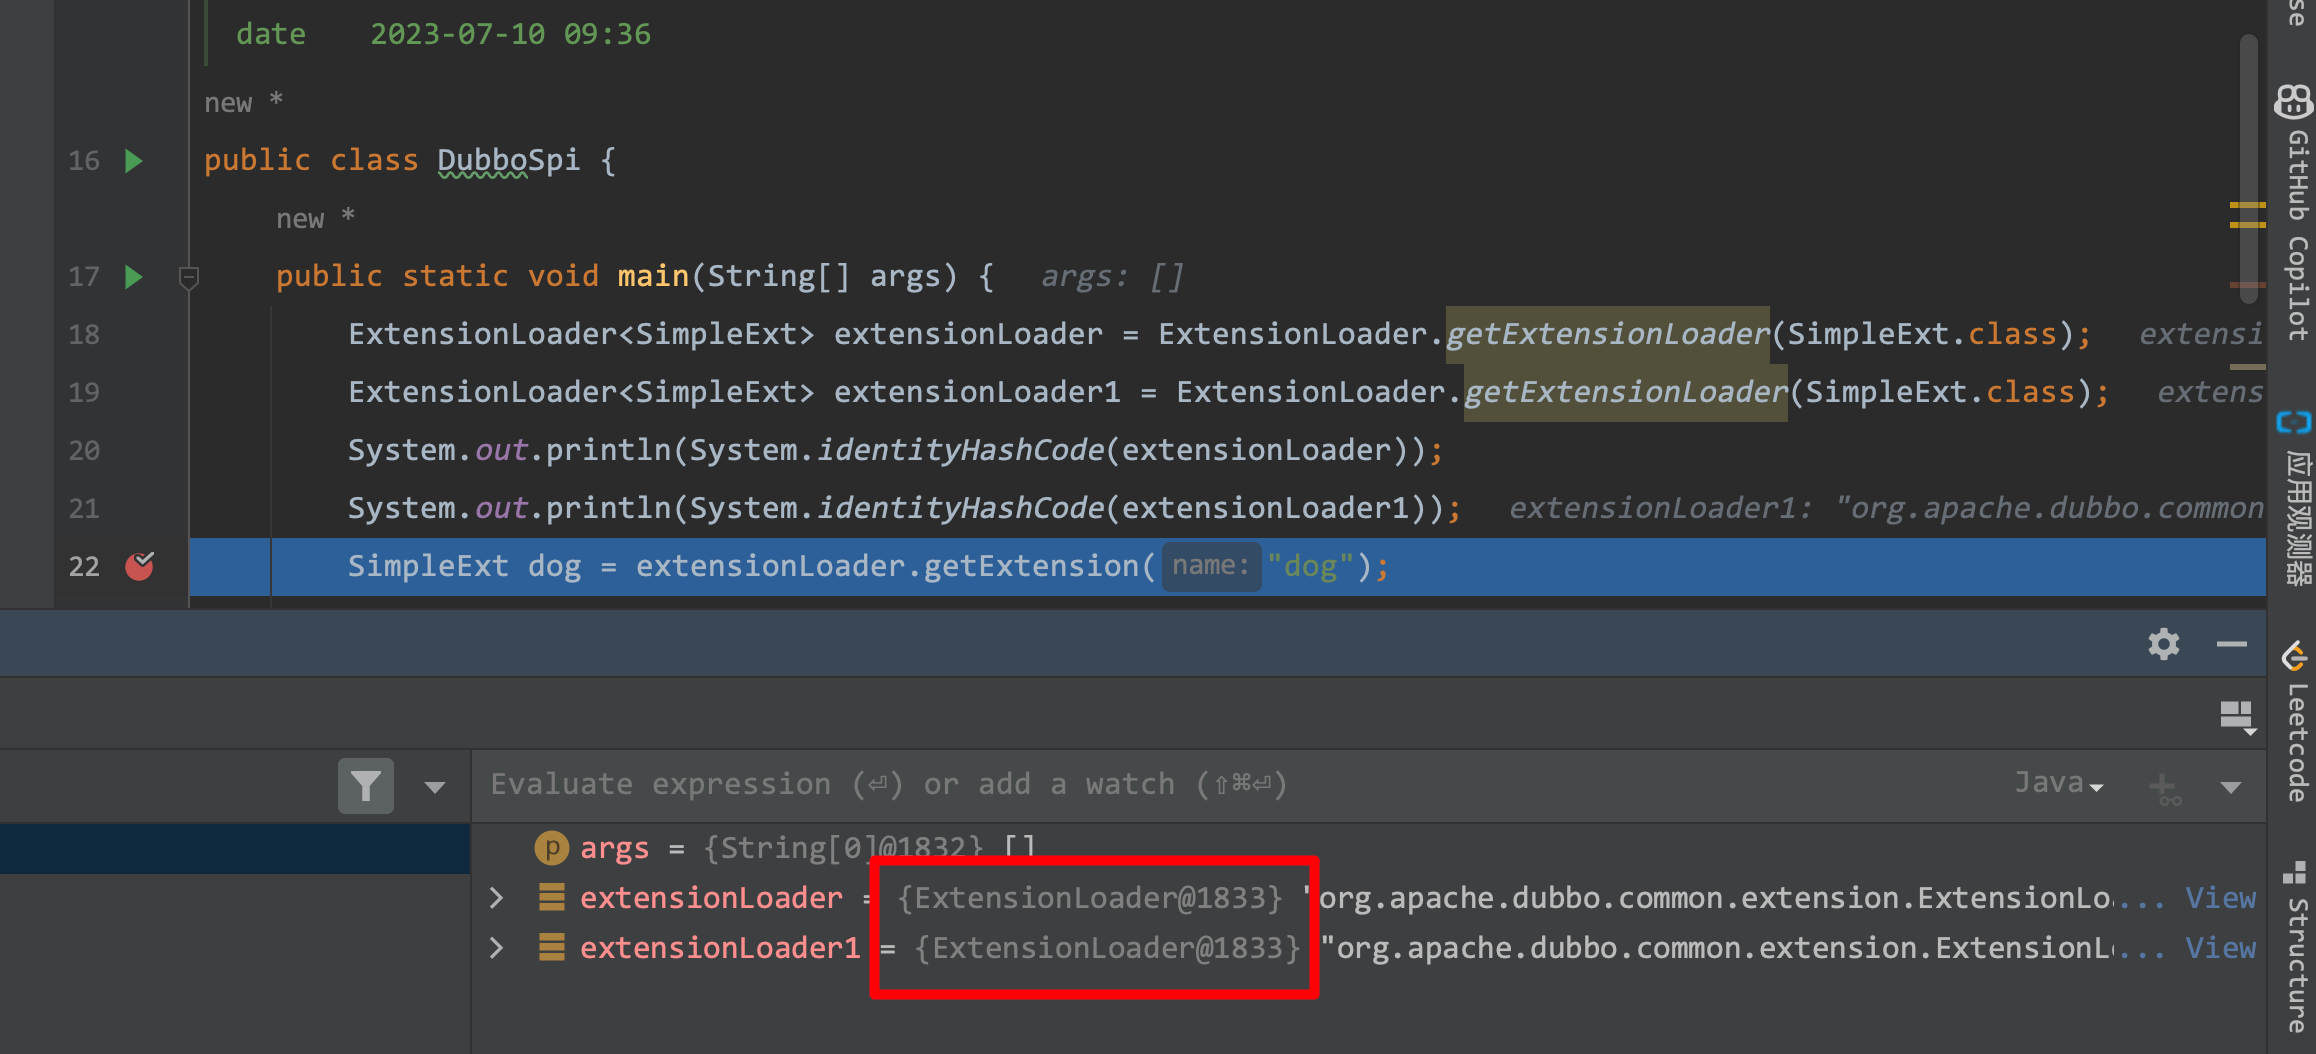 date 2023-07-10 09:36
new *
16 public class DubboSpi {
new *
17 public static void main(String[] args) { args: []
18 ExtensionLoader<SimpleExt> extensionLoader = ExtensionLoader.getExtensionLoader(SimpleExt.class); extensi
19 ExtensionLoader<SimpleExt> extensionLoader1 = ExtensionLoader.getExtensionLoader(SimpleExt.class); extens
20 System.out.println(System.identityHashCode(extensionLoader));
21 System.out.println(System.identityHashCode(extensionLoader1)); extensionLoader1: "org.apache.dubbo.common
22 SimpleExt dog = extensionLoader.getExtension( name: "dog");
Evaluate expression (⏎) or add a watch (⇧⌘⏎)
Java
p args = {String[0]@1832} []
extensionLoader = {ExtensionLoader@1833} "org.apache.dubbo.common.extension.ExtensionLo... View
extensionLoader1 = {ExtensionLoader@1833} "org.apache.dubbo.common.extension.ExtensionL... View
se
GitHub Copilot
应用观测器
Leetcode
Structure